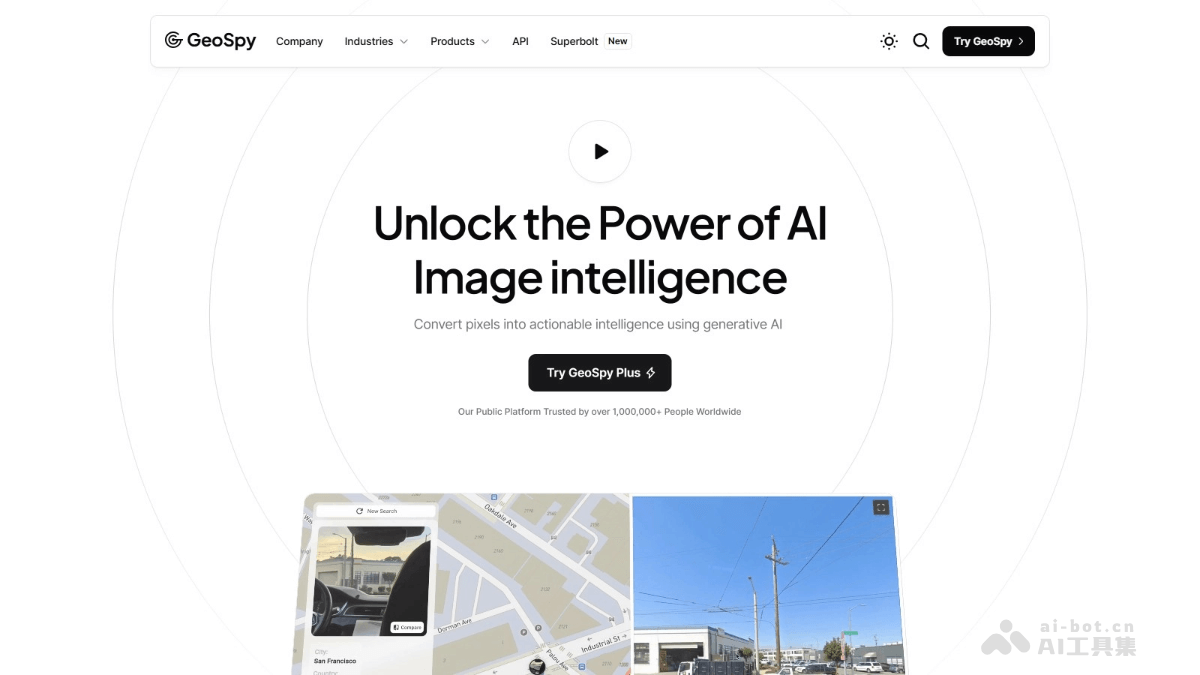 GeoSpy
Company
Industries
Products
API
Superbolt
New
Try GeoSpy
Unlock the Power of AI
Image intelligence
Convert pixels into actionable intelligence using generative AI
Try GeoSpy Plus
Our Public Platform Trusted by over 1,000,000+ People Worldwide
New Search
Oakdale Ave
Compare
Dorman Ave
Industrial St
Palou Ave
City:
San Francisco
Country:
ai-bot.cn
AI工具集